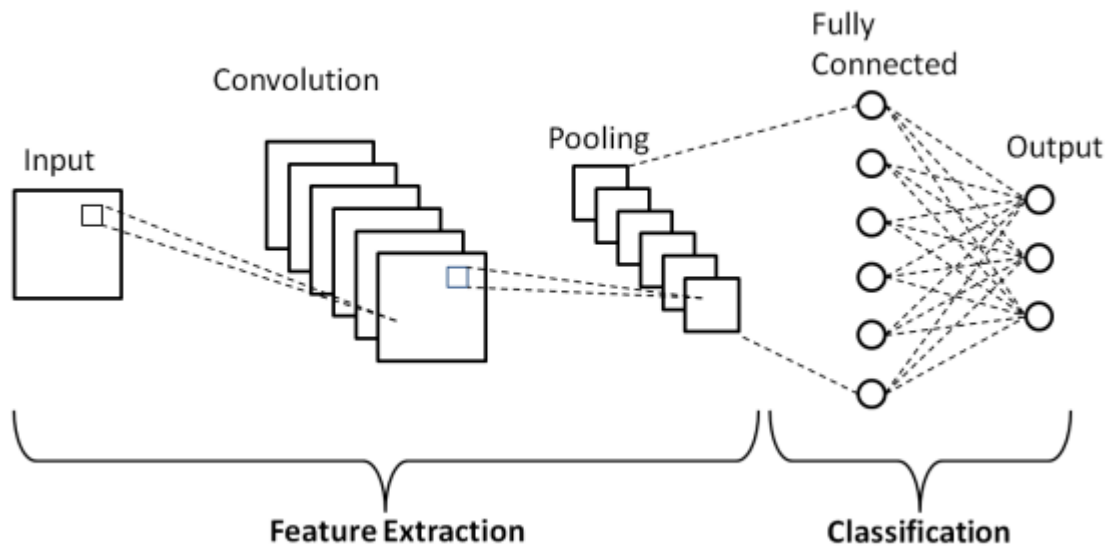 Input
Convolution
Pooling
Fully
Connected
Output
Feature Extraction
Classification